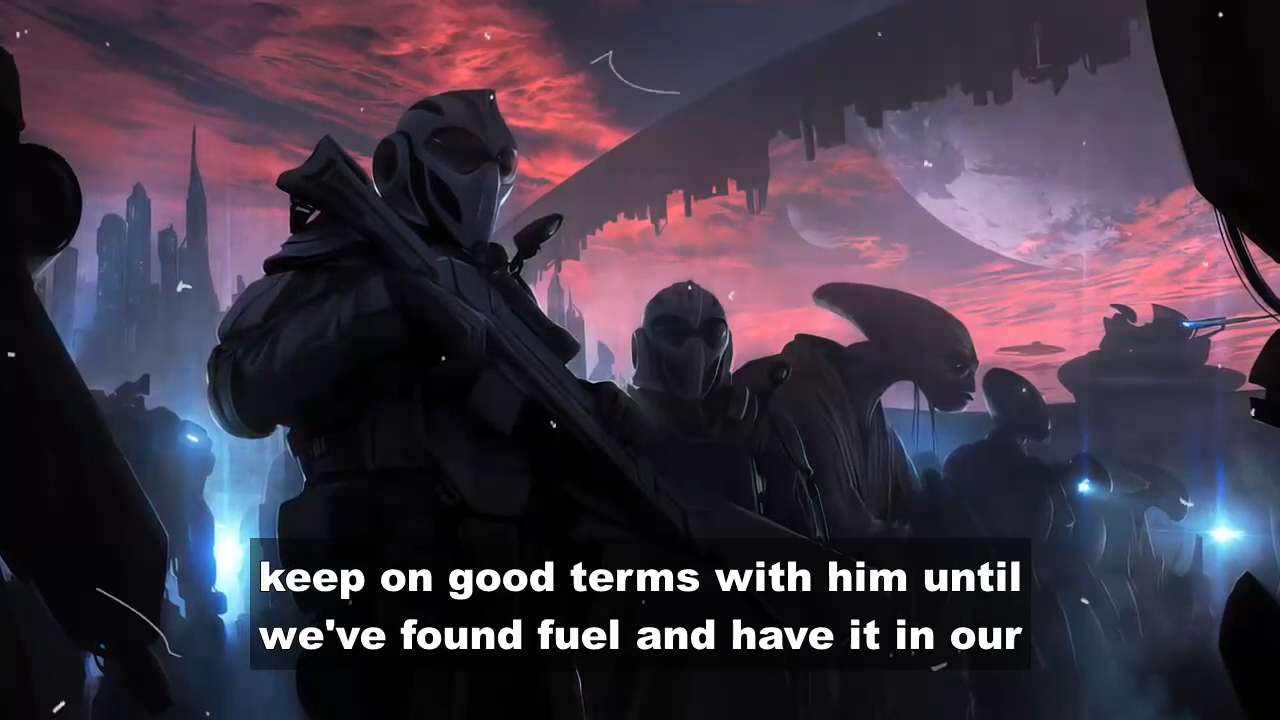 keep on good terms with him until
we've found fuel and have it in our